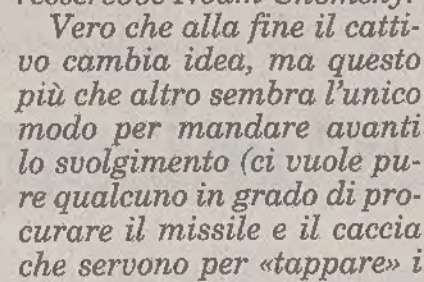 Noam Chomsky.
Vero che alla fine il catti-
vo cambia idea, ma questo
più che altro sembra l'unico
modo per mandare avanti
lo svolgimento (ci vuole pu-
re qualcuno in grado di pro-
curare il missile e il caccia
che servono per «tappare» i